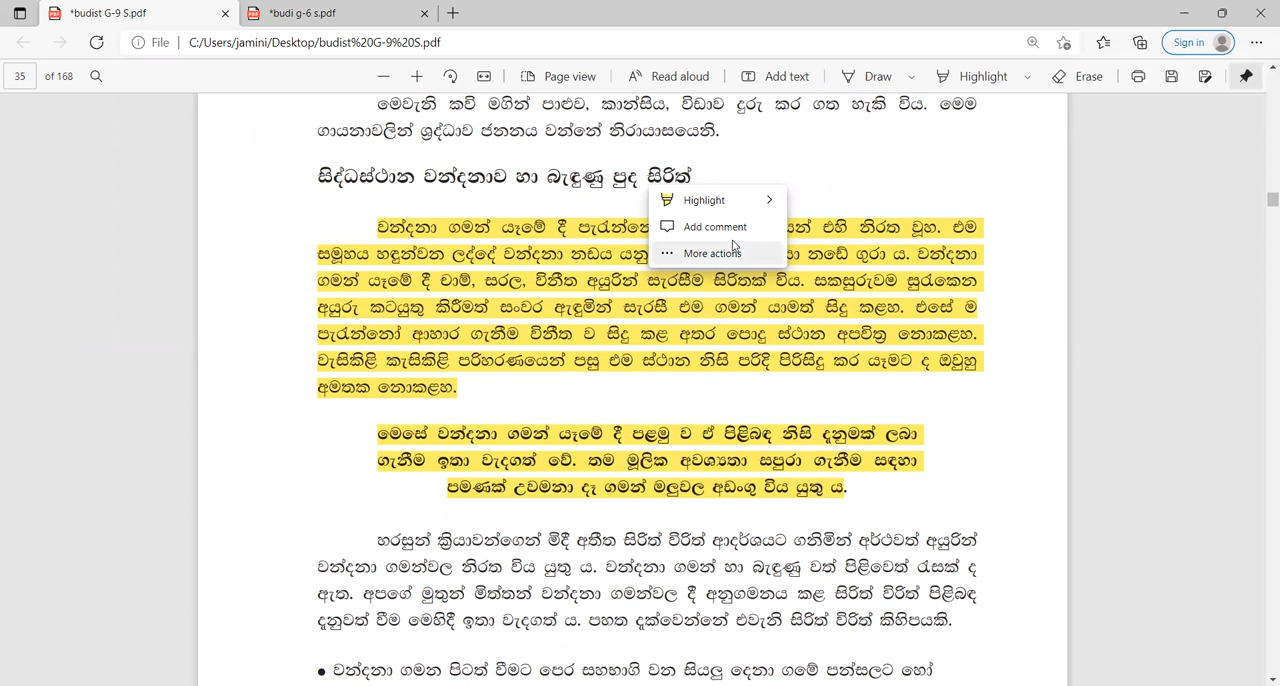 *budist G-9 S.pdf
*budi g-6 s.pdf
File
C:/Users/jamini/Desktop/budist%20G-9%20S.pdf
Sign in
35 of 168
Page view
Read aloud
Add text
Draw
Highlight
Erase
මෙවැනි කවි මගින් පාළුව, කාන්සිය, විඩාව දුරු කර ගත හැකි විය. මෙම
ගායනාවලින් ශ්‍රද්ධාව ජනනය වන්නේ නිරායාසයෙනි.
සිද්ධස්ථාන වන්දනාව හා බැඳුණු පුද සිරිත්
Highlight
Add comment
More actions
වන්දනා ගමන් යෑමේ දී එහි නිරත වූහ. එම
සමූහය හඳුන්වන ලද්දේ වන්දනා නඩය නඩේ ගුරා ය. වන්දනා
ගමන් යෑමේ දී චාම්, සරල, විනීත අයුරින් සැරසීම සිරිතක් විය. සකසුරුවම සුරැකෙන
අයුරු කටයුතු කිරීමත් සංවර ඇඳුමින් සැරසී එම ගමන් යාමත් සිදු කළහ. එසේ ම
පැරැන්නෝ ආහාර ගැනීම විනීත ව සිදු කළ අතර පොදු ස්ථාන අපවිත්‍ර නොකළහ.
වැසිකිළි කැසිකිළි පරිහරණයෙන් පසු එම ස්ථාන නිසි පරිදි පිරිසිදු කර යෑමට ද ඔවුහු
අමතක නොකළහ.
මෙසේ වන්දනා ගමන් යෑමේ දී පළමු ව ඒ පිළිබඳ නිසි දැනුමක් ලබා
ගැනීම ඉතා වැදගත් වේ. තම මූලික අවශ්‍යතා සපුරා ගැනීම සඳහා
පමණක් උවමනා දෑ ගමන් මලුවල අඩංගු විය යුතු ය.
හරසුන් ක්‍රියාවන්ගෙන් මිදී අතීත සිරිත් විරිත් ආදර්ශයට ගනිමින් අර්ථවත් අයුරින්
වන්දනා ගමන්වල නිරත විය යුතු ය. වන්දනා ගමන් හා බැඳුණු වත් පිළිවෙත් රැසක් ද
ඇත. අපගේ මුතුන් මිත්තන් වන්දනා ගමන්වල දී අනුගමනය කළ සිරිත් විරිත් පිළිබඳ
දැනුවත් වීම මෙහිදී ඉතා වැදගත් ය. පහත දැක්වෙන්නේ එවැනි සිරිත් විරිත් කිහිපයකි.
● වන්දනා ගමන පිටත් වීමට පෙර සහභාගි වන සියලු දෙනා ගමේ පන්සලට හෝ